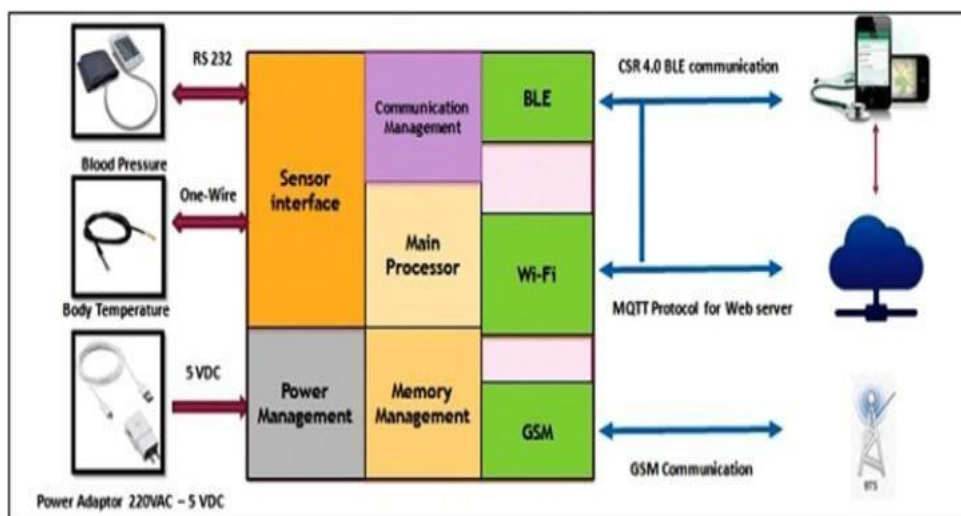 RS 232
Blood Pressure
One-Wire
Body Temperature
5 VDC
Power Adaptor 220VAC – 5 VDC
Sensor
interface
Communication
Management
Main
Processor
Power
Management
Memory
Management
BLE
Wi-Fi
GSM
CSR 4.0 BLE communication
MQTT Protocol for Web server
GSM Communication
BTS